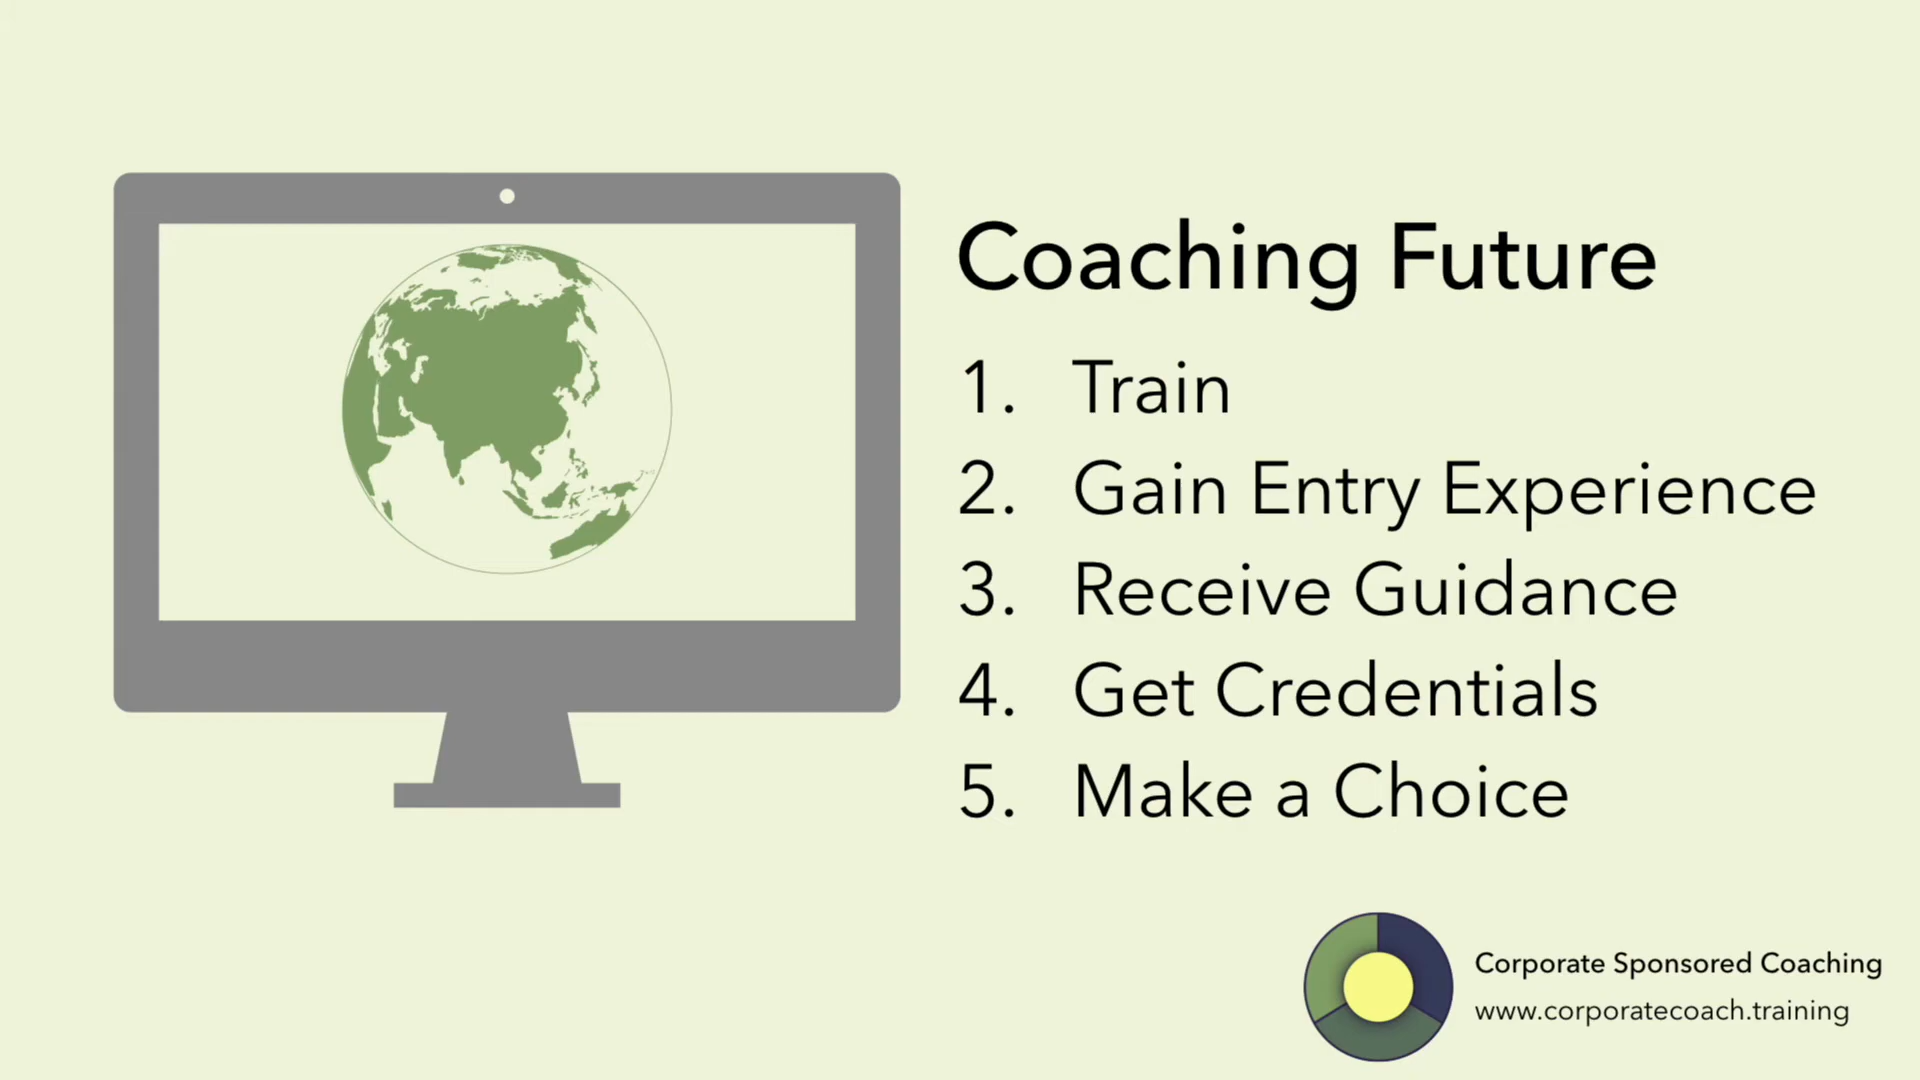 Coaching Future
1. Train
2. Gain Entry Experience
3. Receive Guidance
4. Get Credentials
5. Make a Choice
Corporate Sponsored Coaching
www.corporatecoach.training